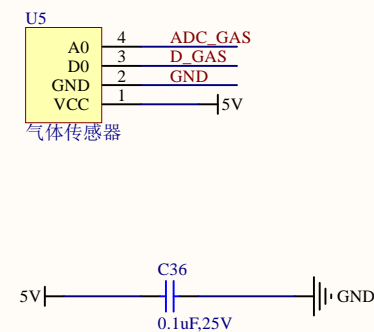 U5
A0 4 ADC_GAS
D0 3 D_GAS
GND 2 GND
VCC 1 5V
气体传感器
C36
5V GND
0.1uF,25V